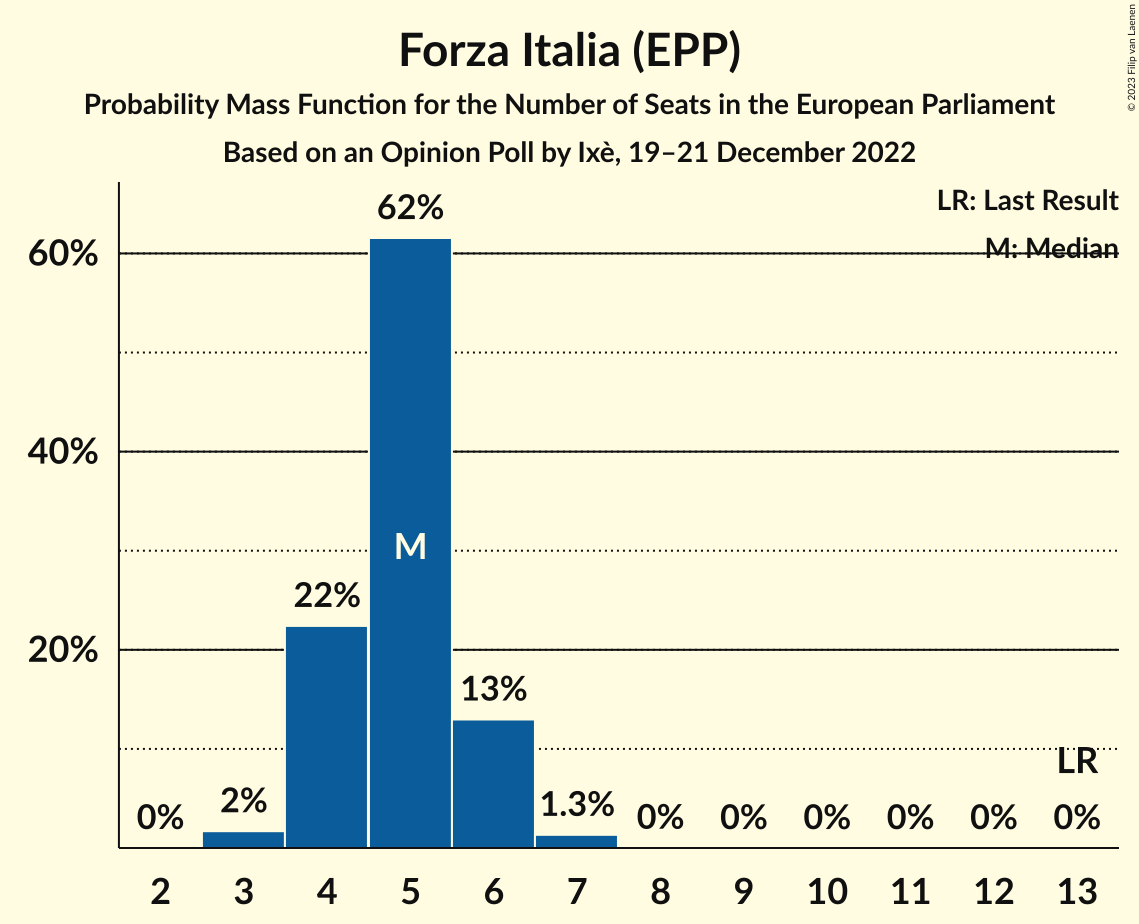 Forza Italia (EPP)
Probability Mass Function for the Number of Seats in the European Parliament
Based on an Opinion Poll by Ixè, 19–21 December 2022
© 2023 Filip van Laenen
LR: Last Result
M: Median
60%
40%
20%
0%
2%
22%
62%
M
13%
1.3%
0%
0%
0%
0%
0%
LR
0%
2 3 4 5 6 7 8 9 10 11 12 13